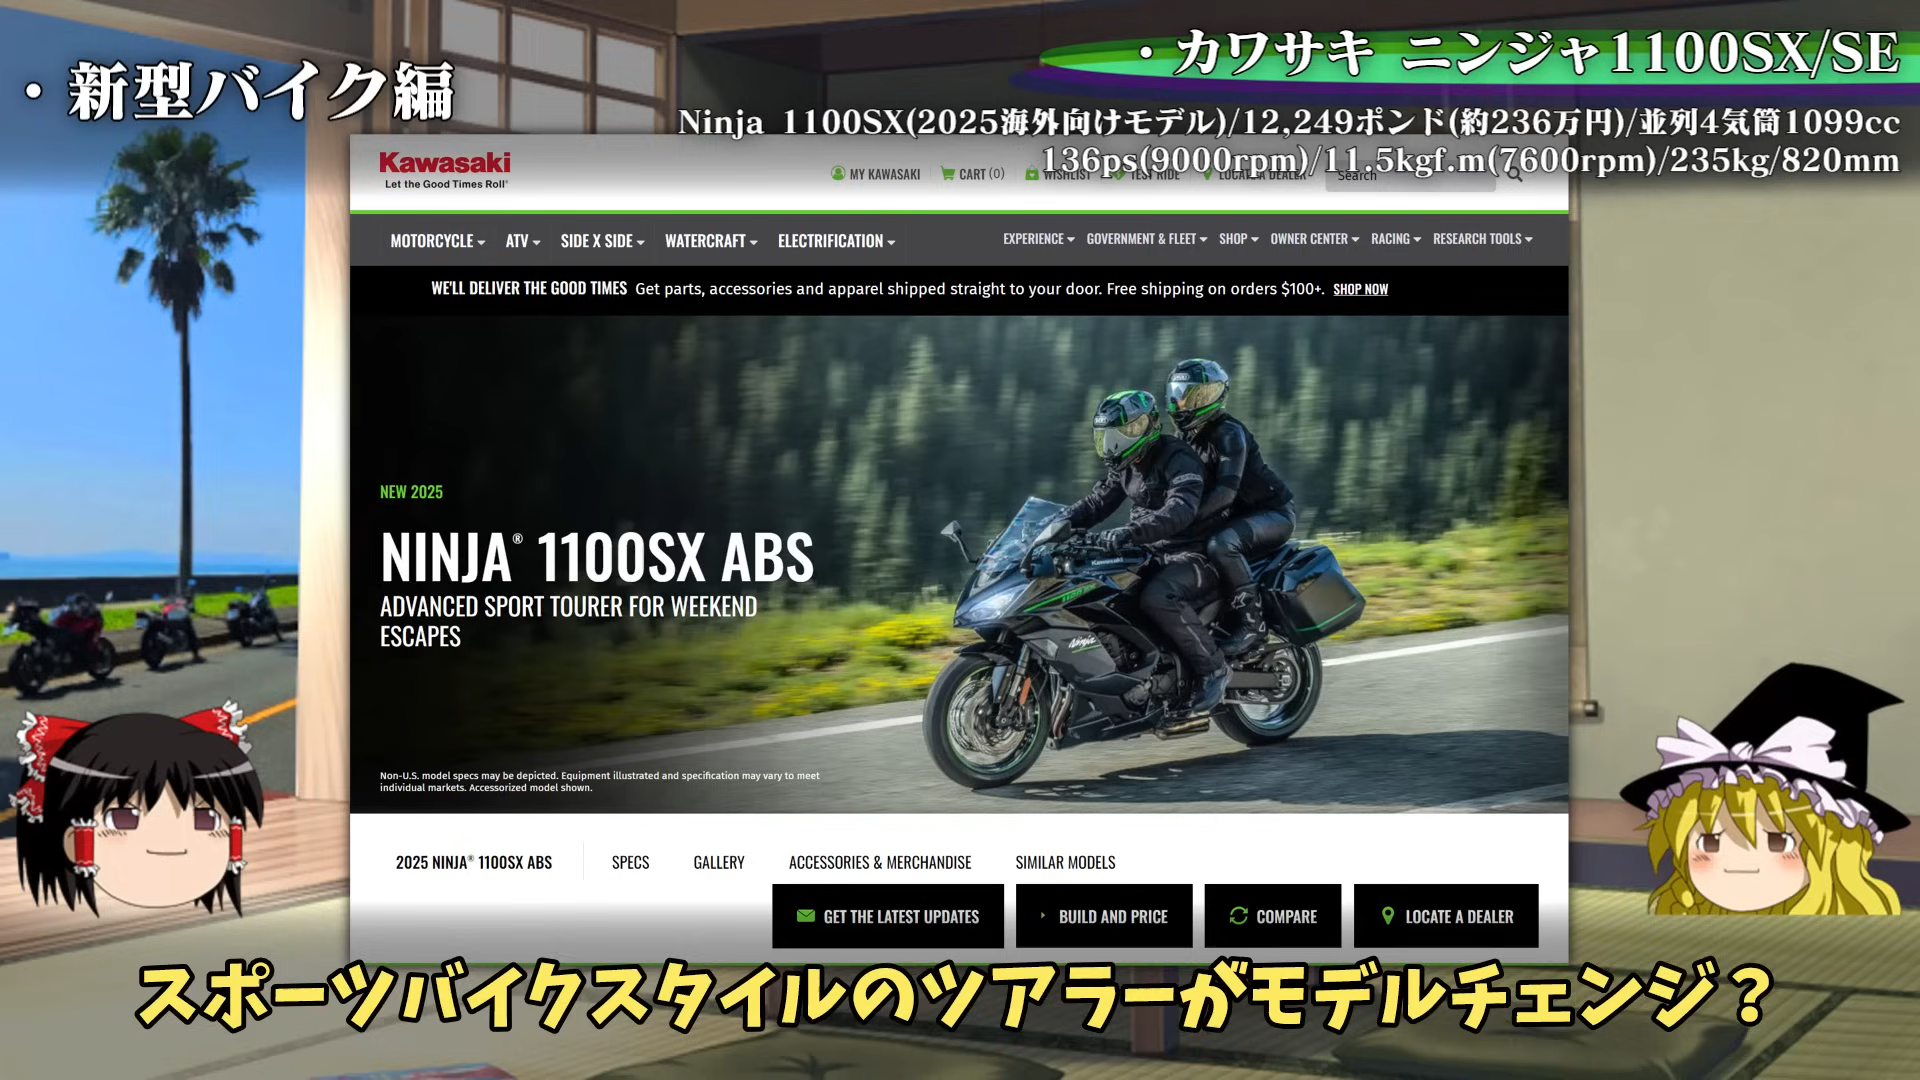 ・新型バイク編
・カワサキ ニンジャ1100SX/SE
Ninja 1100SX(2025海外向けモデル)/12,249ポンド(約236万円)/並列4気筒1099cc
136ps(9000rpm)/11.5kgf.m(7600rpm)/235kg/820mm
Kawasaki
Let the Good Times Roll®
MY KAWASAKI CART (0) WISHLIST TEST RIDE LOCATE A DEALER Search
MOTORCYCLE ATV SIDE X SIDE WATERCRAFT ELECTRIFICATION EXPERIENCE GOVERNMENT & FLEET SHOP OWNER CENTER RACING RESEARCH TOOLS
WE'LL DELIVER THE GOOD TIMES Get parts, accessories and apparel shipped straight to your door. Free shipping on orders $100+. SHOP NOW
NEW 2025
NINJA® 1100SX ABS
ADVANCED SPORT TOURER FOR WEEKEND
ESCAPES
Ninja
Non-U.S. model specs may be depicted. Equipment illustrated and specification may vary to meet
individual markets. Accessorized model shown.
2025 NINJA® 1100SX ABS SPECS GALLERY ACCESSORIES & MERCHANDISE SIMILAR MODELS
GET THE LATEST UPDATES BUILD AND PRICE COMPARE LOCATE A DEALER
スポーツバイクスタイルのツアラーがモデルチェンジ？